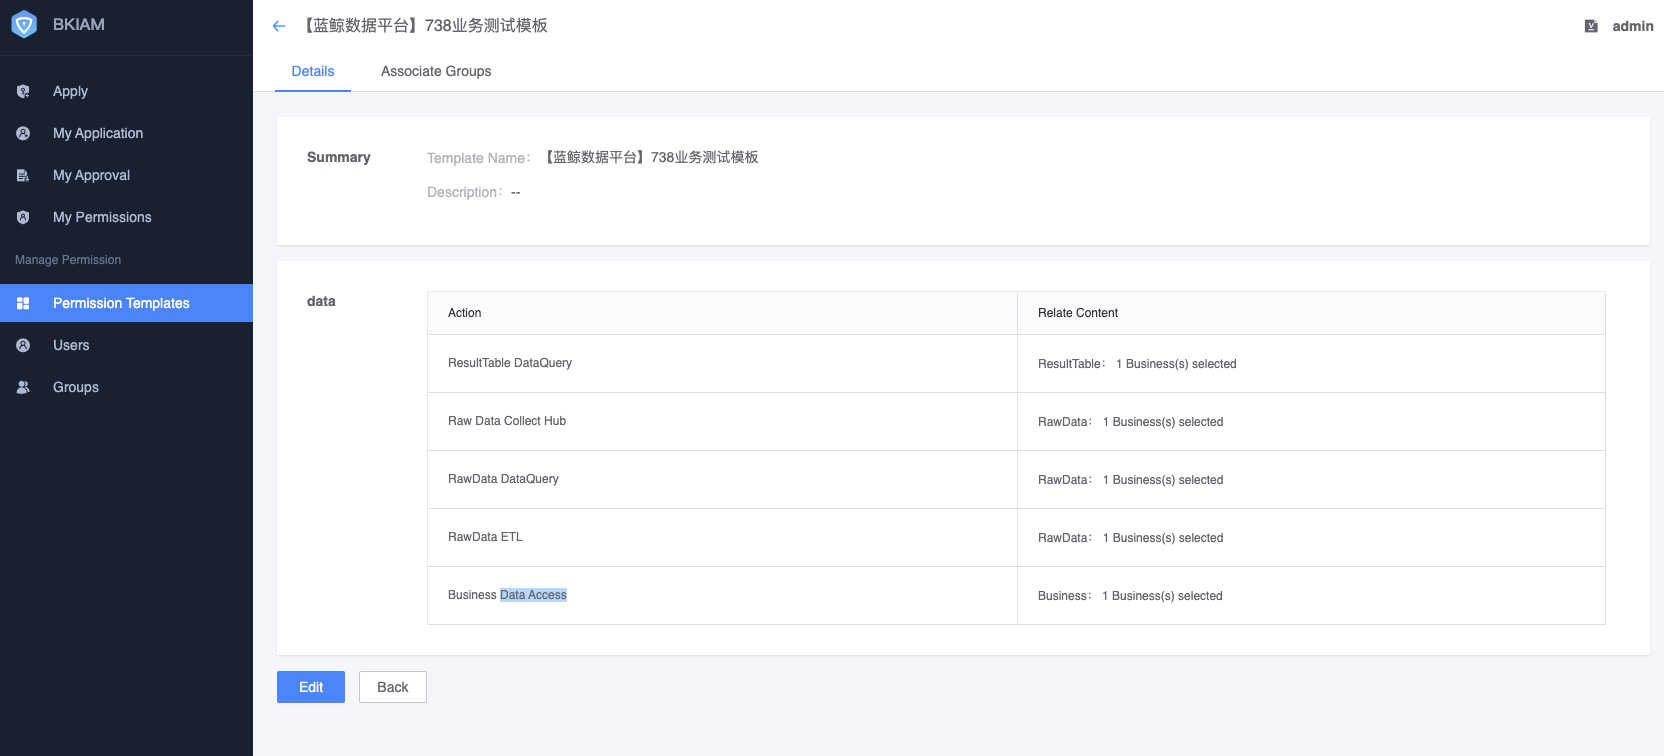 BKIAM
Apply
My Application
My Approval
My Permissions
Manage Permission
Permission Templates
Users
Groups
【蓝鲸数据平台】738业务测试模板
admin
Details
Associate Groups
Summary
Template Name： 【蓝鲸数据平台】738业务测试模板
Description： --
data
Action
Relate Content
ResultTable DataQuery
ResultTable： 1 Business(s) selected
Raw Data Collect Hub
RawData： 1 Business(s) selected
RawData DataQuery
RawData： 1 Business(s) selected
RawData ETL
RawData： 1 Business(s) selected
Business Data Access
Business： 1 Business(s) selected
Edit
Back